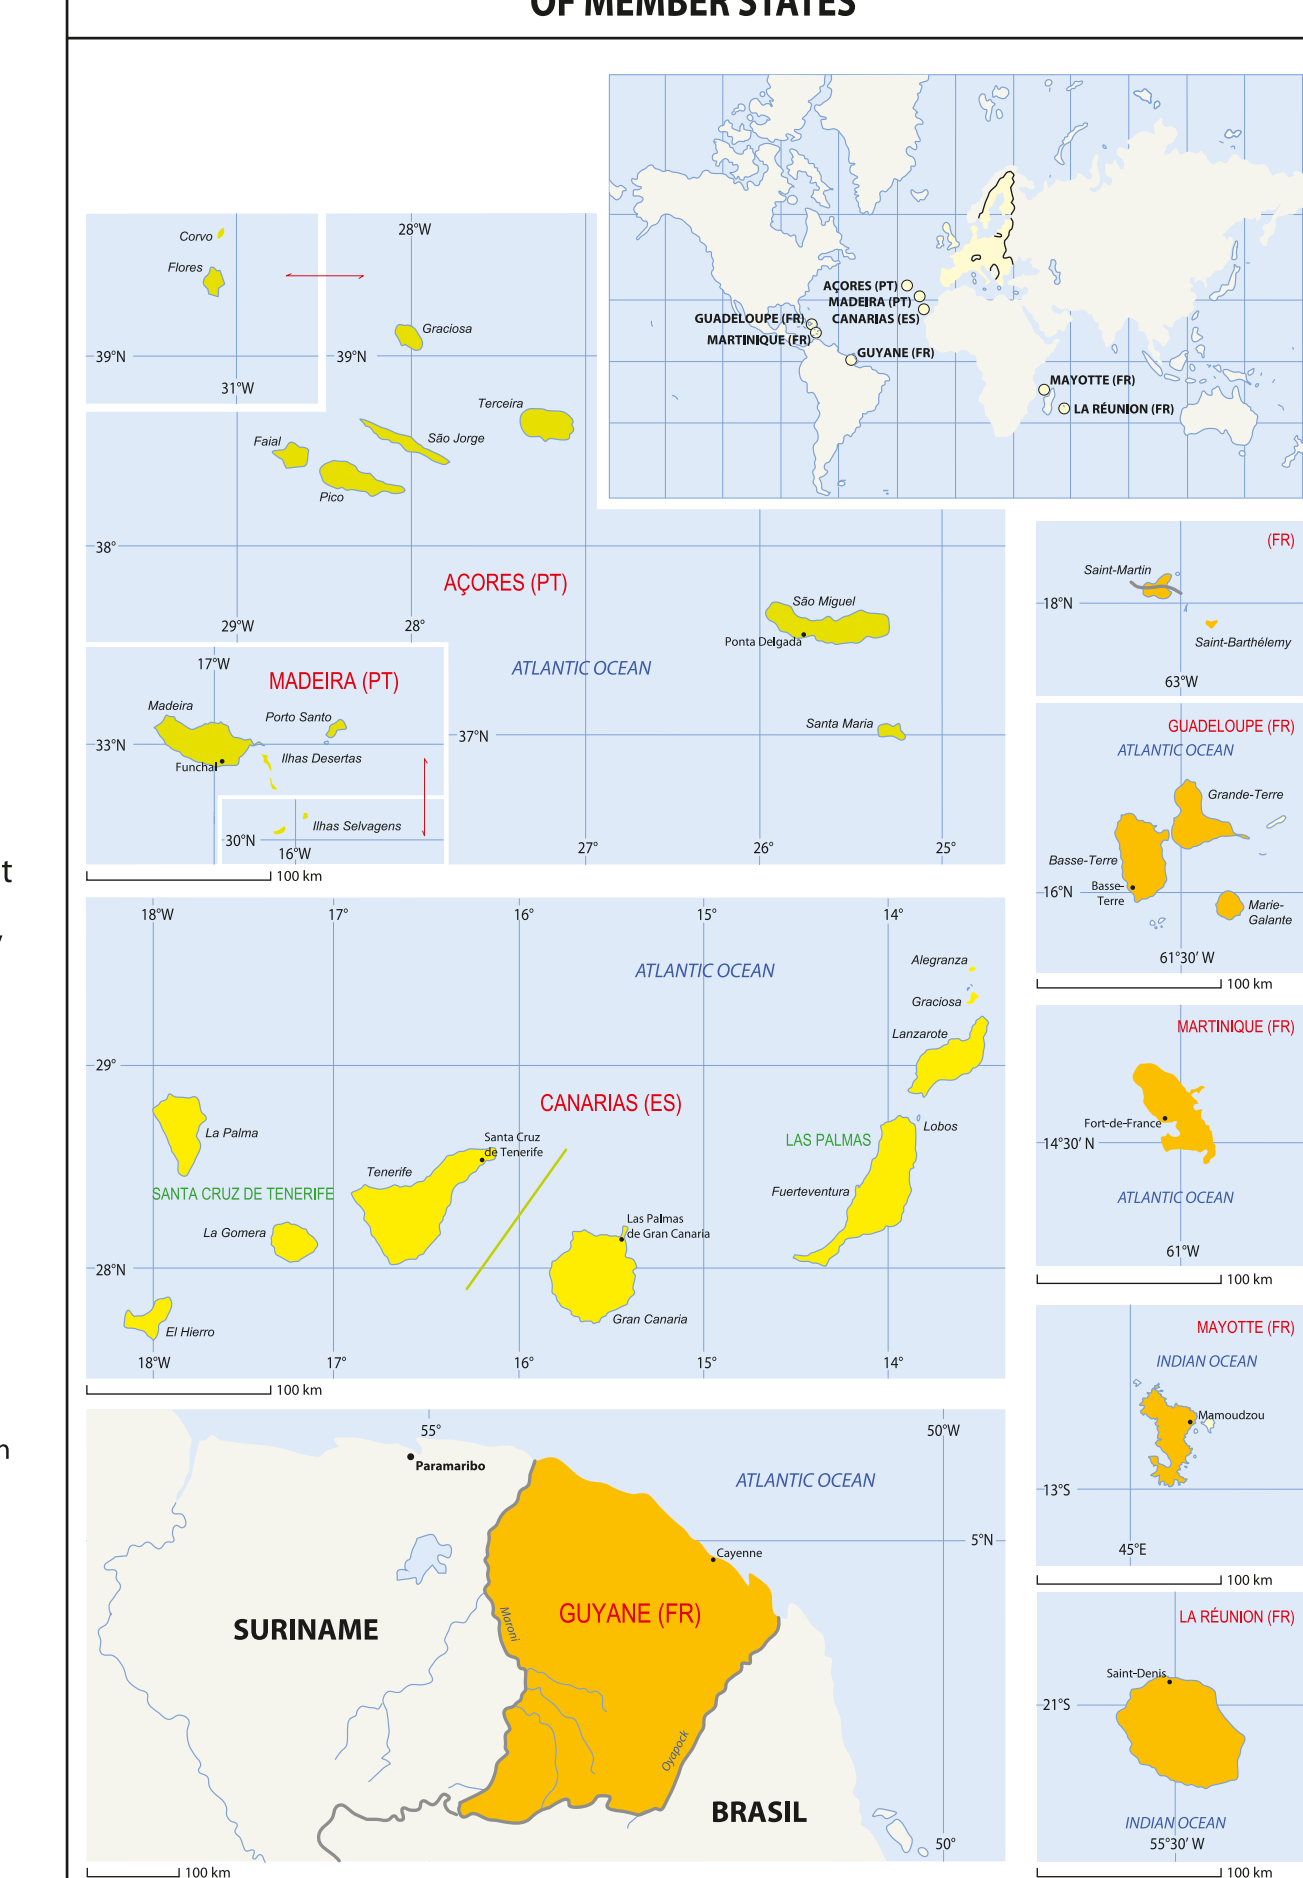 OF MEMBER STATES
AÇORES (PT)
MADEIRA (PT)
CANARIAS (ES)
GUADELOUPE (FR)
MARTINIQUE (FR)
GUYANE (FR)
MAYOTTE (FR)
LA RÉUNION (FR)
Corvo
Flores
39°N
31°W
28°W
Graciosa
39°N
Terceira
São Jorge
Faial
Pico
38°
AÇORES (PT)
29°W
28°
São Miguel
Ponta Delgada
ATLANTIC OCEAN
Santa Maria
37°N
27°
26°
25°
17°W
MADEIRA (PT)
Madeira
Porto Santo
33°N
Funchal
Ilhas Desertas
Ilhas Selvagens
30°N
16°W
100 km
t
y
18°W
17°
16°
15°
14°
ATLANTIC OCEAN
Alegranza
Graciosa
Lanzarote
29°
CANARIAS (ES)
Lobos
La Palma
Santa Cruz
de Tenerife
LAS PALMAS
Tenerife
SANTA CRUZ DE TENERIFE
Fuerteventura
La Gomera
Las Palmas
de Gran Canaria
28°N
Gran Canaria
El Hierro
18°W
17°
16°
15°
14°
100 km
n
55°
50°W
Paramaribo
ATLANTIC OCEAN
5°N
Cayenne
GUYANE (FR)
SURINAME
Maroni
Oyapock
BRASIL
50°
100 km
(FR)
Saint-Martin
18°N
Saint-Barthélemy
63°W
GUADELOUPE (FR)
ATLANTIC OCEAN
Grande-Terre
Basse-Terre
16°N
Basse-
Terre
Marie-
Galante
61°30' W
100 km
MARTINIQUE (FR)
Fort-de-France
14°30' N
ATLANTIC OCEAN
61°W
100 km
MAYOTTE (FR)
INDIAN OCEAN
Mamoudzou
13°S
45°E
100 km
LA RÉUNION (FR)
Saint-Denis
21°S
INDIAN OCEAN
55°30' W
100 km